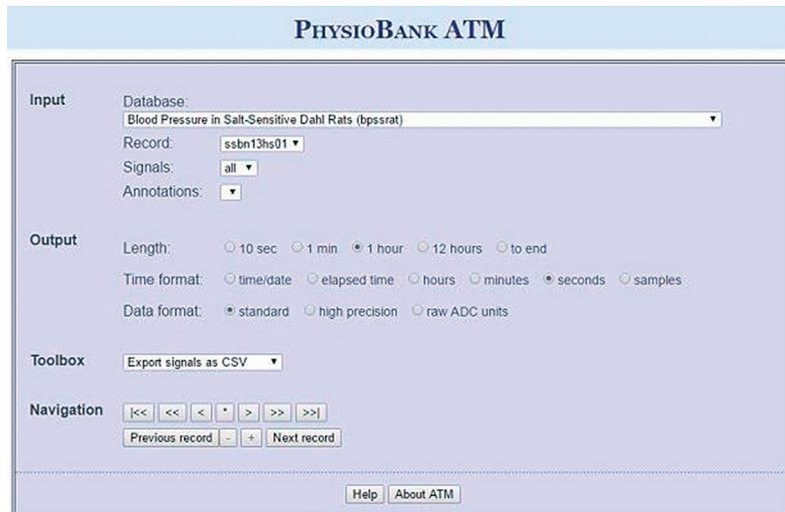 PHYSIOBANK ATM
Input
Database:
Blood Pressure in Salt-Sensitive Dahl Rats (bpssrat)
Record: ssbn13hs01
Signals: all
Annotations:
Output
Length: 10 sec 1 min 1 hour 12 hours to end
Time format: time/date elapsed time hours minutes seconds samples
Data format: standard high precision raw ADC units
Toolbox Export signals as CSV
Navigation |<< << < * > >> >>|
Previous record - + Next record
Help About ATM